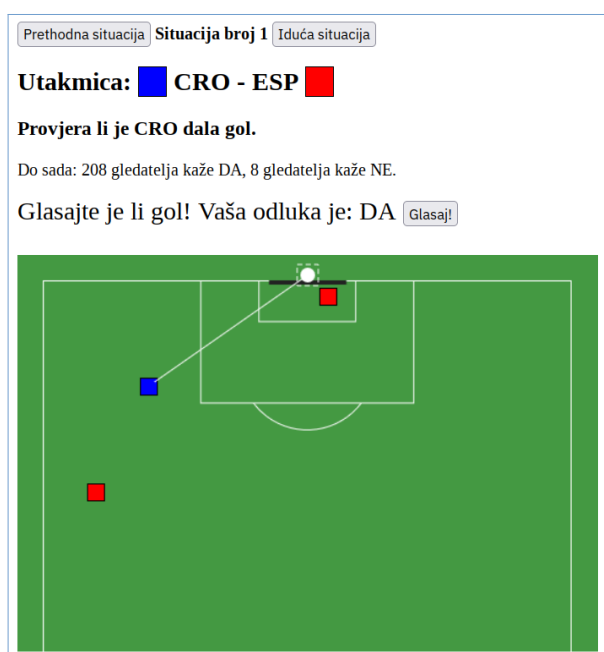 Prethodna situacija Situacija broj 1 Iduća situacija
Utakmica: CRO - ESP
Provjera li je CRO dala gol.
Do sada: 208 gledatelja kaže DA, 8 gledatelja kaže NE.
Glasajte je li gol! Vaša odluka je: DA Glasaj!